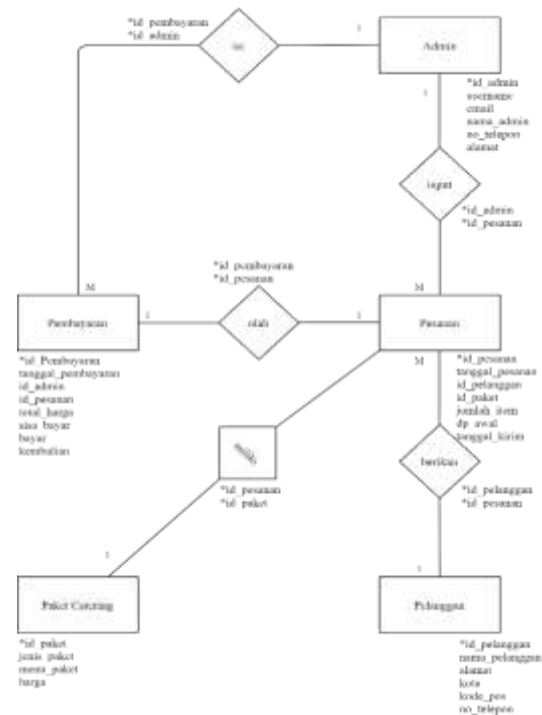 *id_pembayaran
*id_admin
1
Admin
*id_admin
username
email
nama_admin
no_telepon
alamat
1
input
*id_admin
*id_pesanan
*id_pembayaran
*id_pesanan
M
M
Pembayaran
1
olah
1
Pesanan
*id_Pembayaran
tanggal_pembayaran
id_admin
id_pesanan
total_harga
sisa_bayar
bayar
kembalian
M
*id_pesanan
tanggal_pesanan
id_pelanggan
id_paket
jumlah_item
dp_awal
tanggal_kirim
berikan
*id_pelanggan
*id_pesanan
*id_pesanan
*id_paket
1
1
Paket Catering
Pelanggan
*id_paket
jenis_paket
menu_paket
harga
*id_pelanggan
nama_pelanggan
alamat
kota
kode_pos
no_telepon